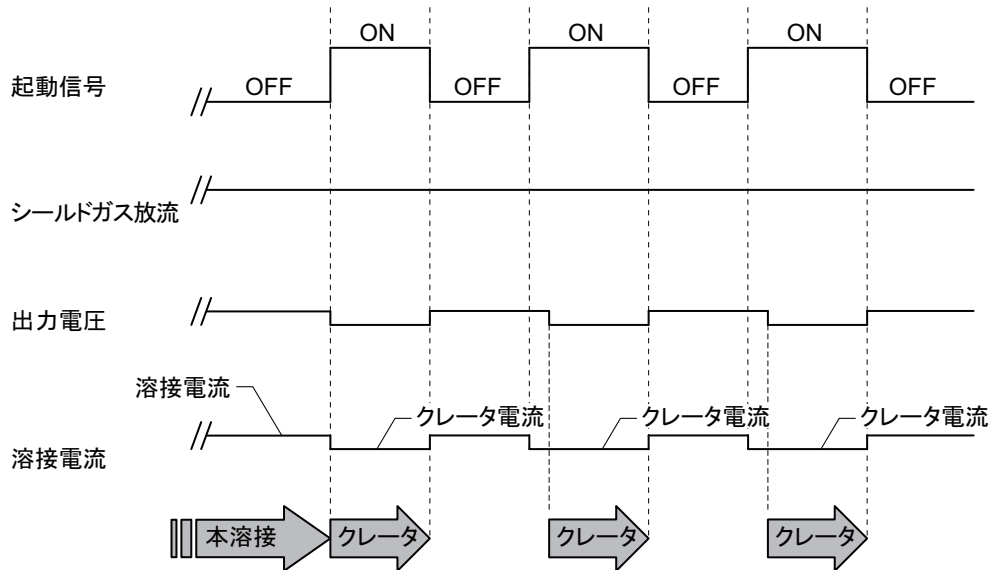 ON ON ON
起動信号
OFF OFF OFF OFF
シールドガス放流
出力電圧
溶接電流
クレータ電流 クレータ電流 クレータ電流
溶接電流
本溶接 クレータ クレータ クレータ